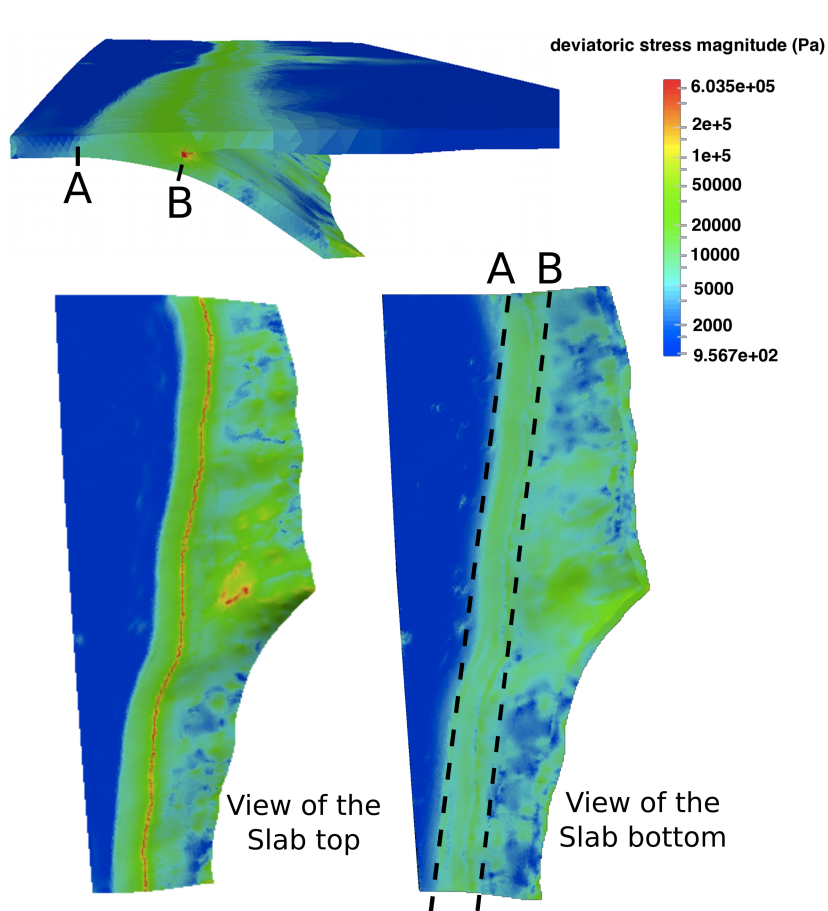 deviatoric stress magnitude (Pa)
6.035e+05
2e+5
1e+5
50000
20000
10000
5000
2000
9.567e+02
A
B
A B
View of the
Slab top
View of the
Slab bottom